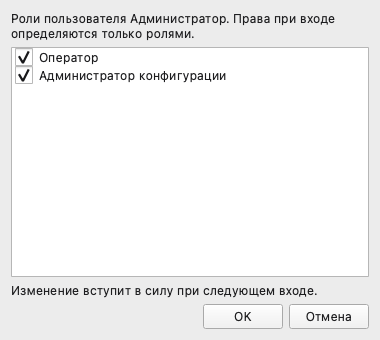 Роли пользователя Администратор. Права при входе
определяются только ролями.
Оператор
Администратор конфигурации
Изменение вступит в силу при следующем входе.
OK
Отмена